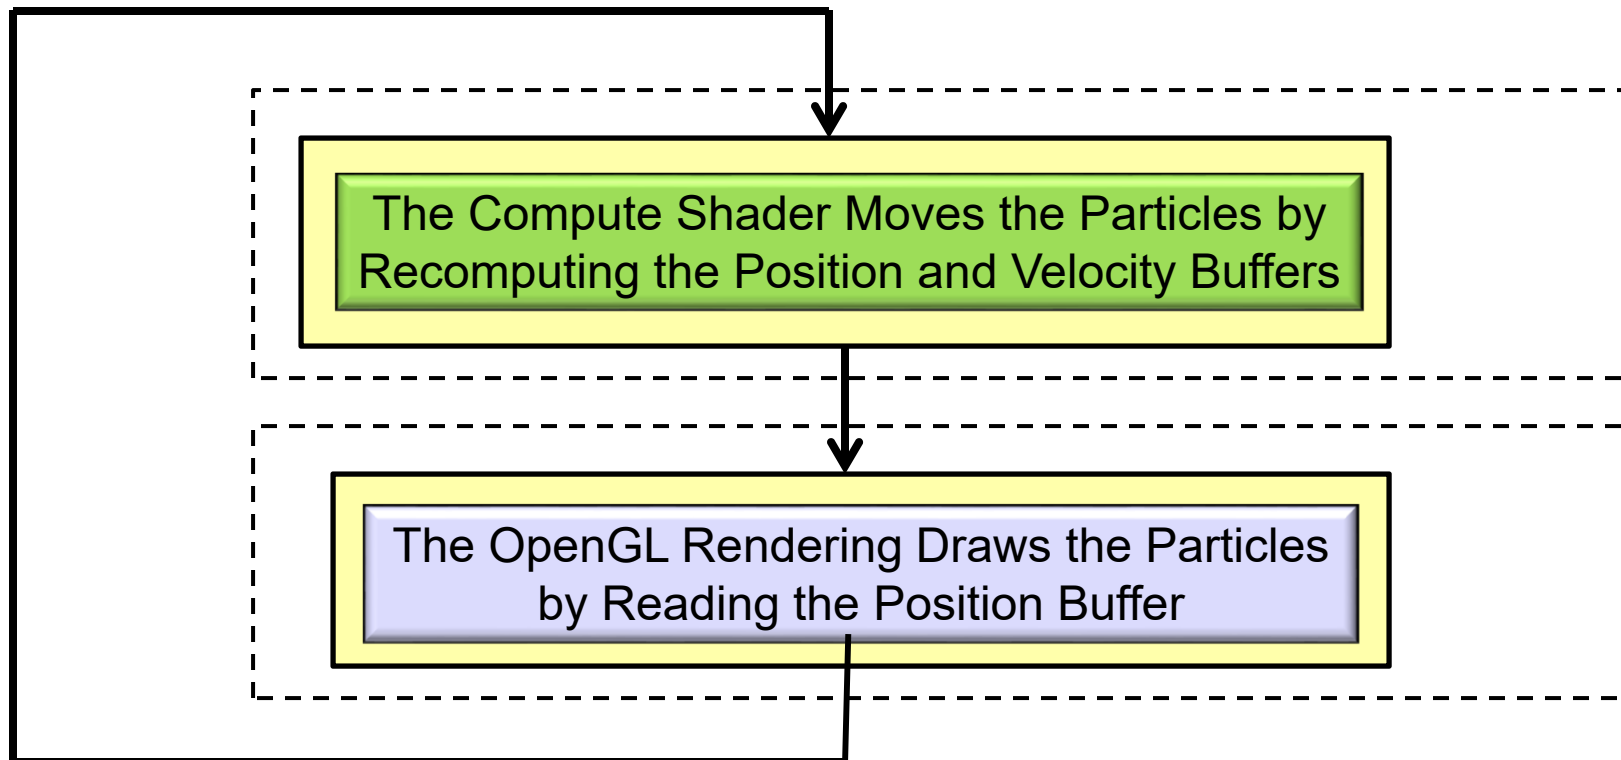 The Compute Shader Moves the Particles by
Recomputing the Position and Velocity Buffers
The OpenGL Rendering Draws the Particles
by Reading the Position Buffer